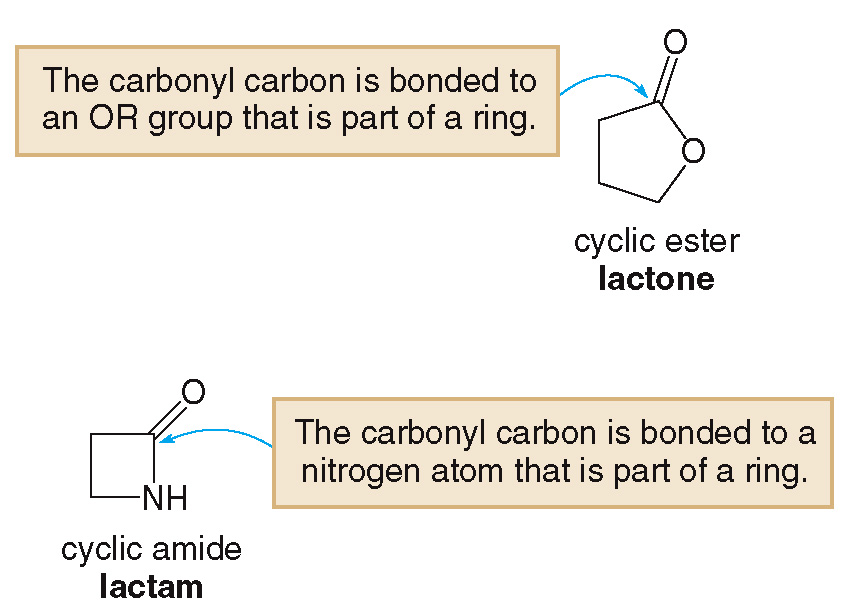 O
The carbonyl carbon is bonded to
an OR group that is part of a ring.
O
cyclic ester
lactone
O
The carbonyl carbon is bonded to a
nitrogen atom that is part of a ring.
NH
cyclic amide
lactam